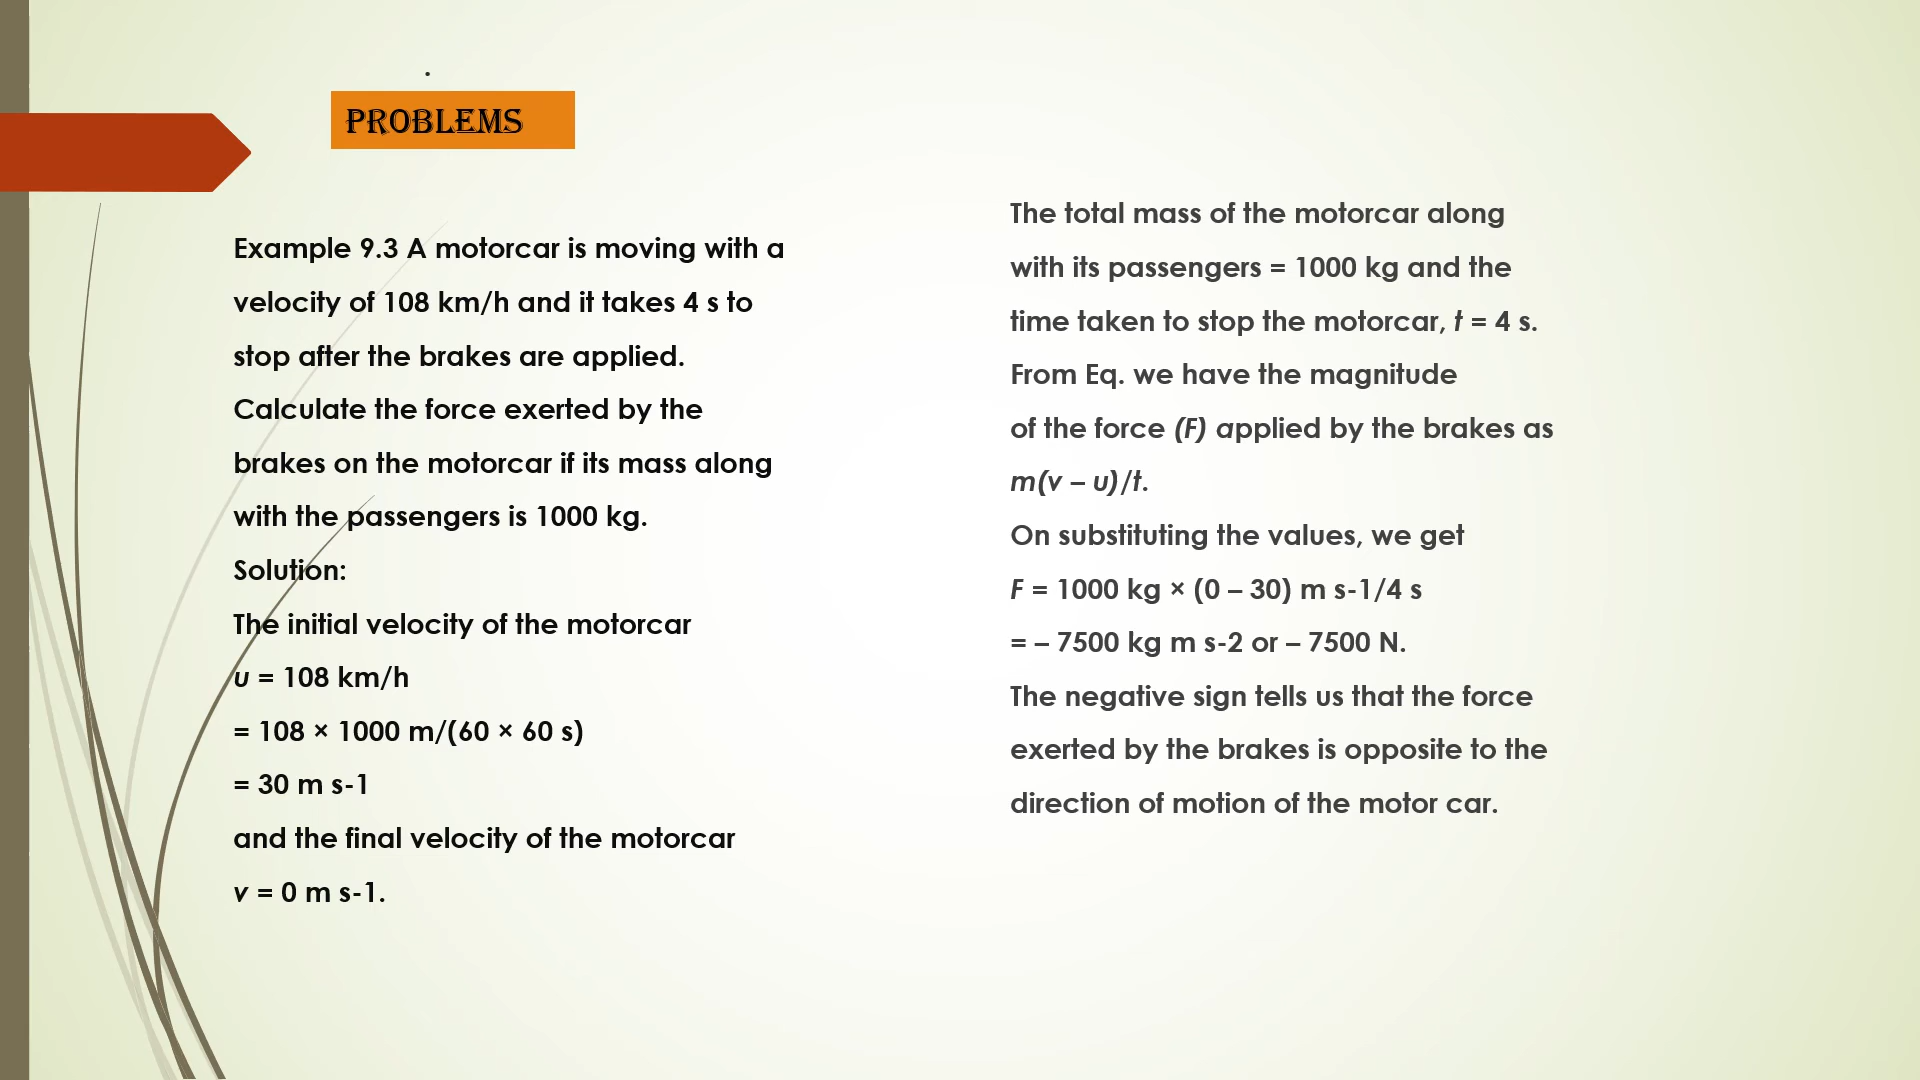 .
PROBLEMS
Example 9.3 A motorcar is moving with a
velocity of 108 km/h and it takes 4 s to
stop after the brakes are applied.
Calculate the force exerted by the
brakes on the motorcar if its mass along
with the passengers is 1000 kg.
Solution:
The initial velocity of the motorcar
u = 108 km/h
= 108 × 1000 m/(60 × 60 s)
= 30 m s-1
and the final velocity of the motorcar
v = 0 m s-1.
The total mass of the motorcar along
with its passengers = 1000 kg and the
time taken to stop the motorcar, t = 4 s.
From Eq. we have the magnitude
of the force (F) applied by the brakes as
m(v – u)/t.
On substituting the values, we get
F = 1000 kg × (0 – 30) m s-1/4 s
= – 7500 kg m s-2 or – 7500 N.
The negative sign tells us that the force
exerted by the brakes is opposite to the
direction of motion of the motor car.